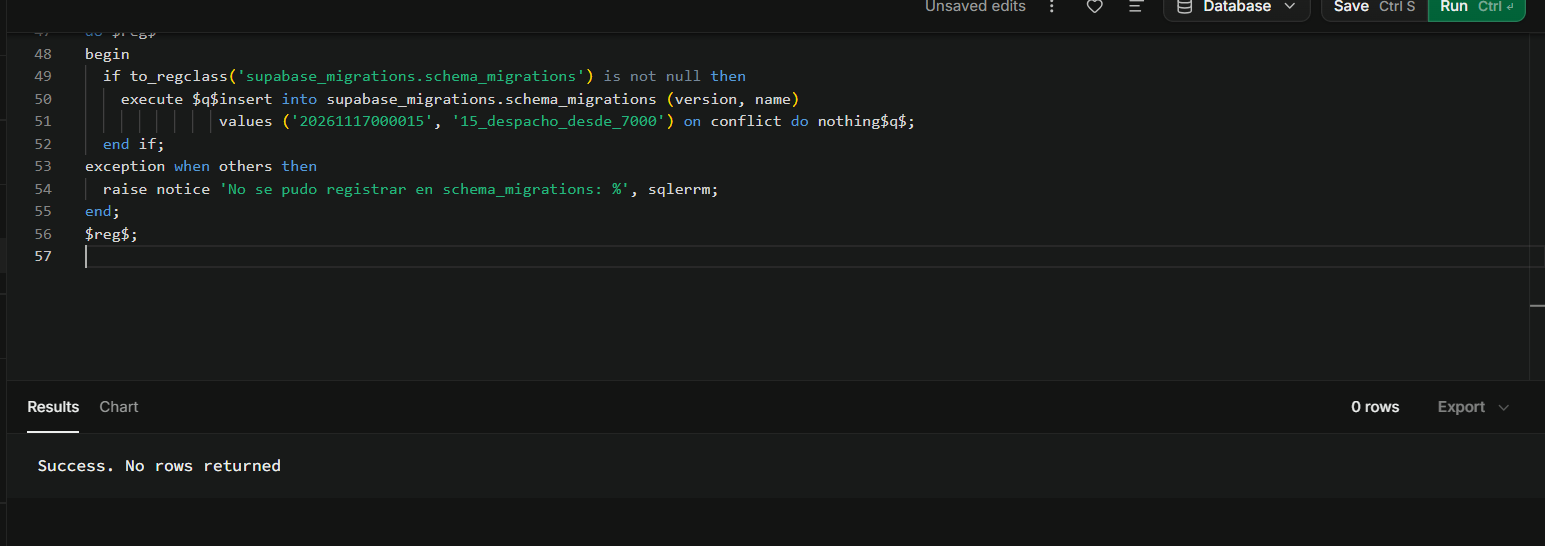 Unsaved edits Database Save Ctrl S Run Ctrl ↵
47 do $reg$
48 begin
49 if to_regclass('supabase_migrations.schema_migrations') is not null then
50 execute $q$insert into supabase_migrations.schema_migrations (version, name)
51 values ('20261117000015', '15_despacho_desde_7000') on conflict do nothing$q$;
52 end if;
53 exception when others then
54 raise notice 'No se pudo registrar en schema_migrations: %', sqlerrm;
55 end;
56 $reg$;
57
Results Chart 0 rows Export
Success. No rows returned